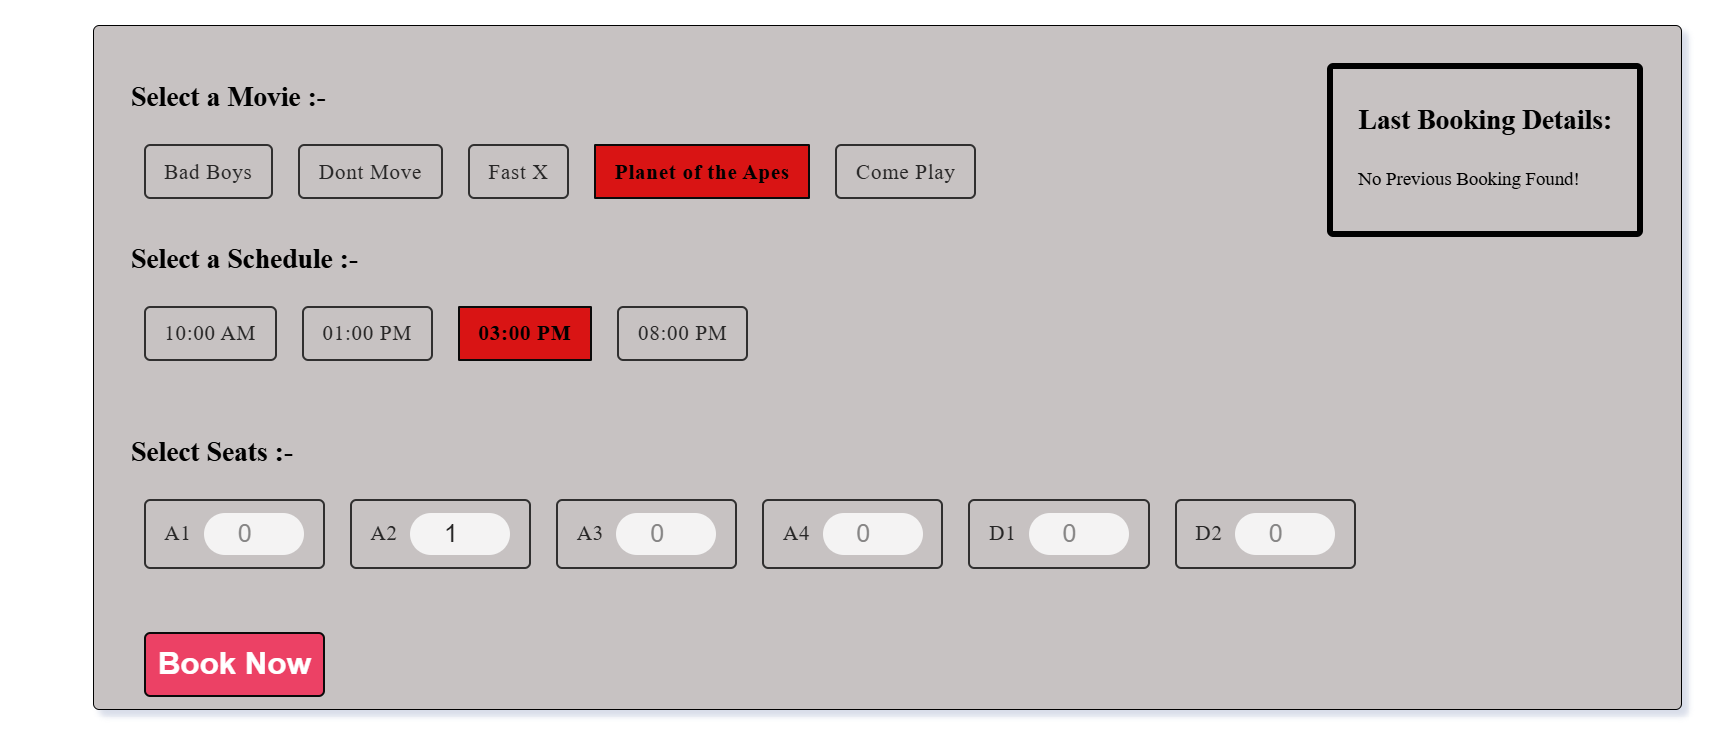 Select a Movie :-
Bad Boys Dont Move Fast X Planet of the Apes Come Play
Last Booking Details:
No Previous Booking Found!
Select a Schedule :-
10:00 AM 01:00 PM 03:00 PM 08:00 PM
Select Seats :-
A1 0 A2 1 A3 0 A4 0 D1 0 D2 0
Book Now